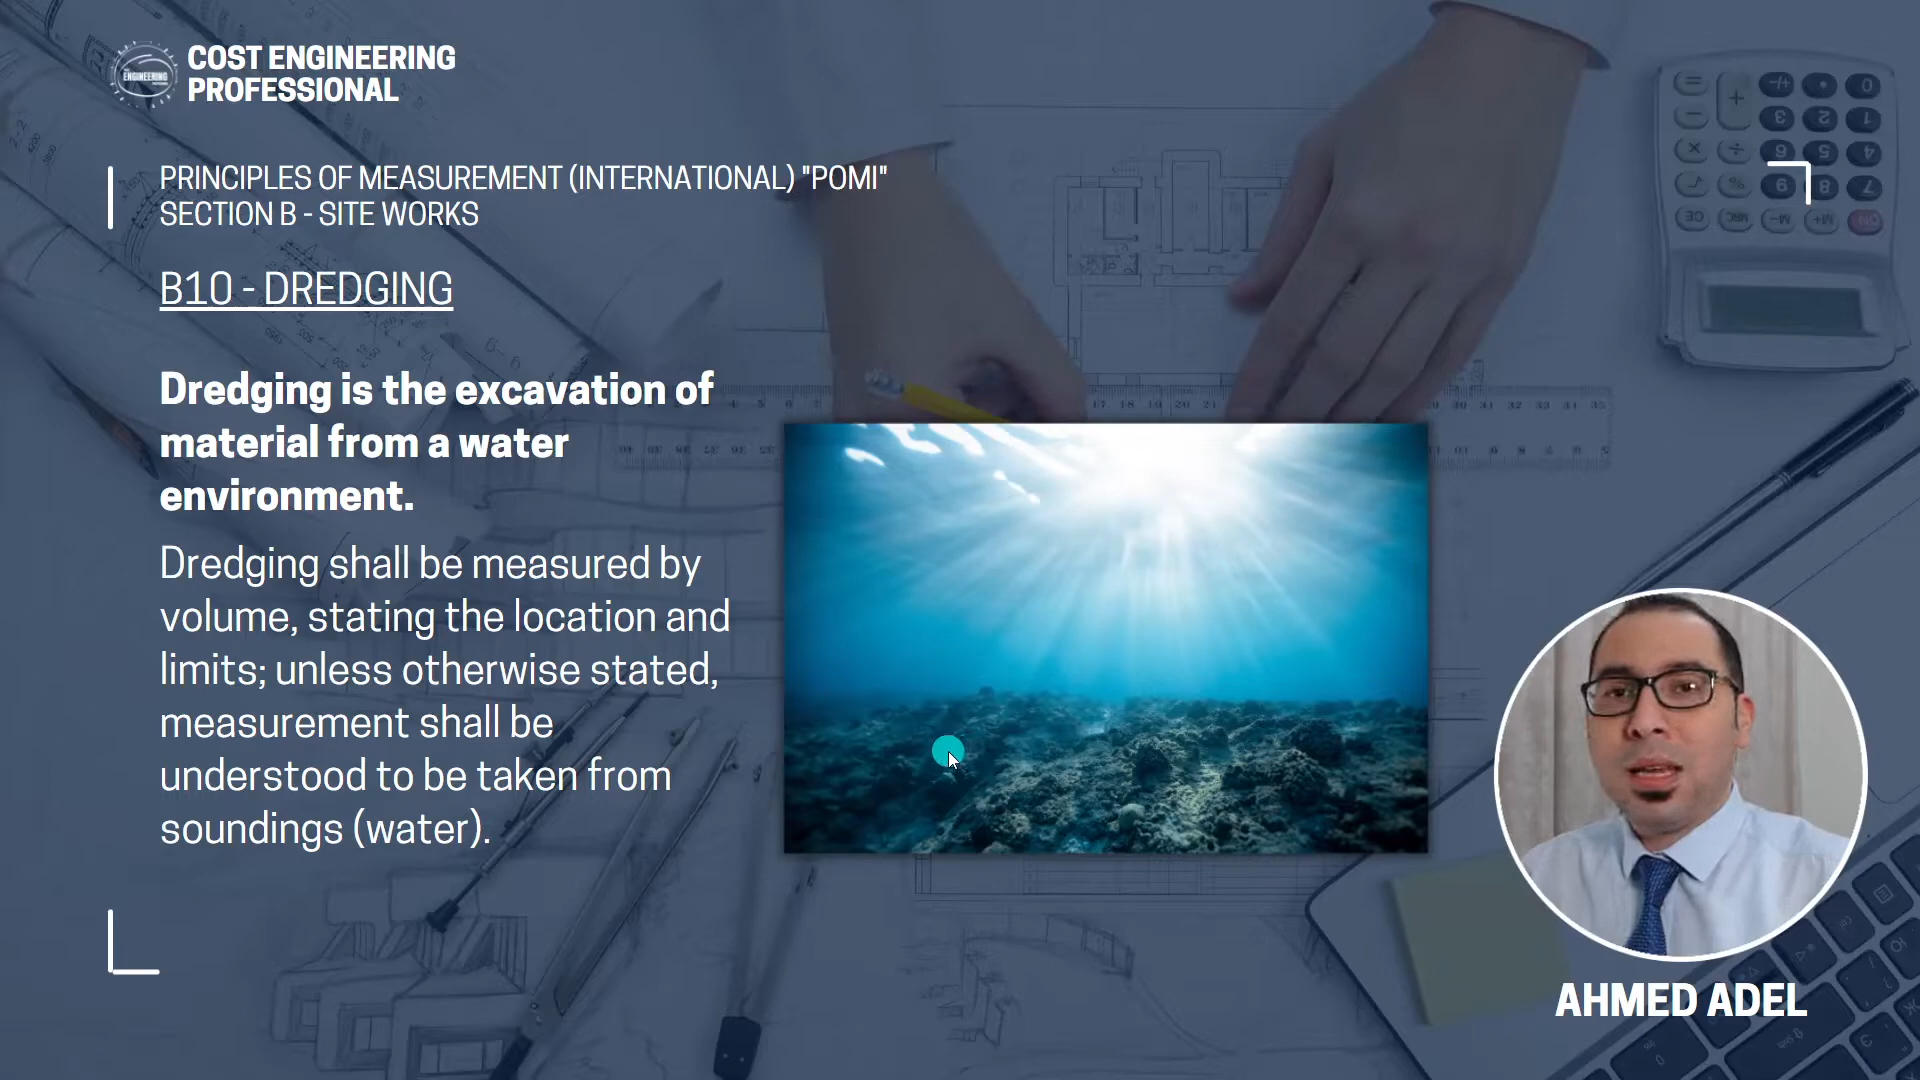 ENGINEERING
COST ENGINEERING
PROFESSIONAL
PRINCIPLES OF MEASUREMENT (INTERNATIONAL) "POMI"
SECTION B - SITE WORKS
B10 - DREDGING
Dredging is the excavation of
material from a water
environment.
Dredging shall be measured by
volume, stating the location and
limits; unless otherwise stated,
measurement shall be
understood to be taken from
soundings (water).
AHMED ADEL